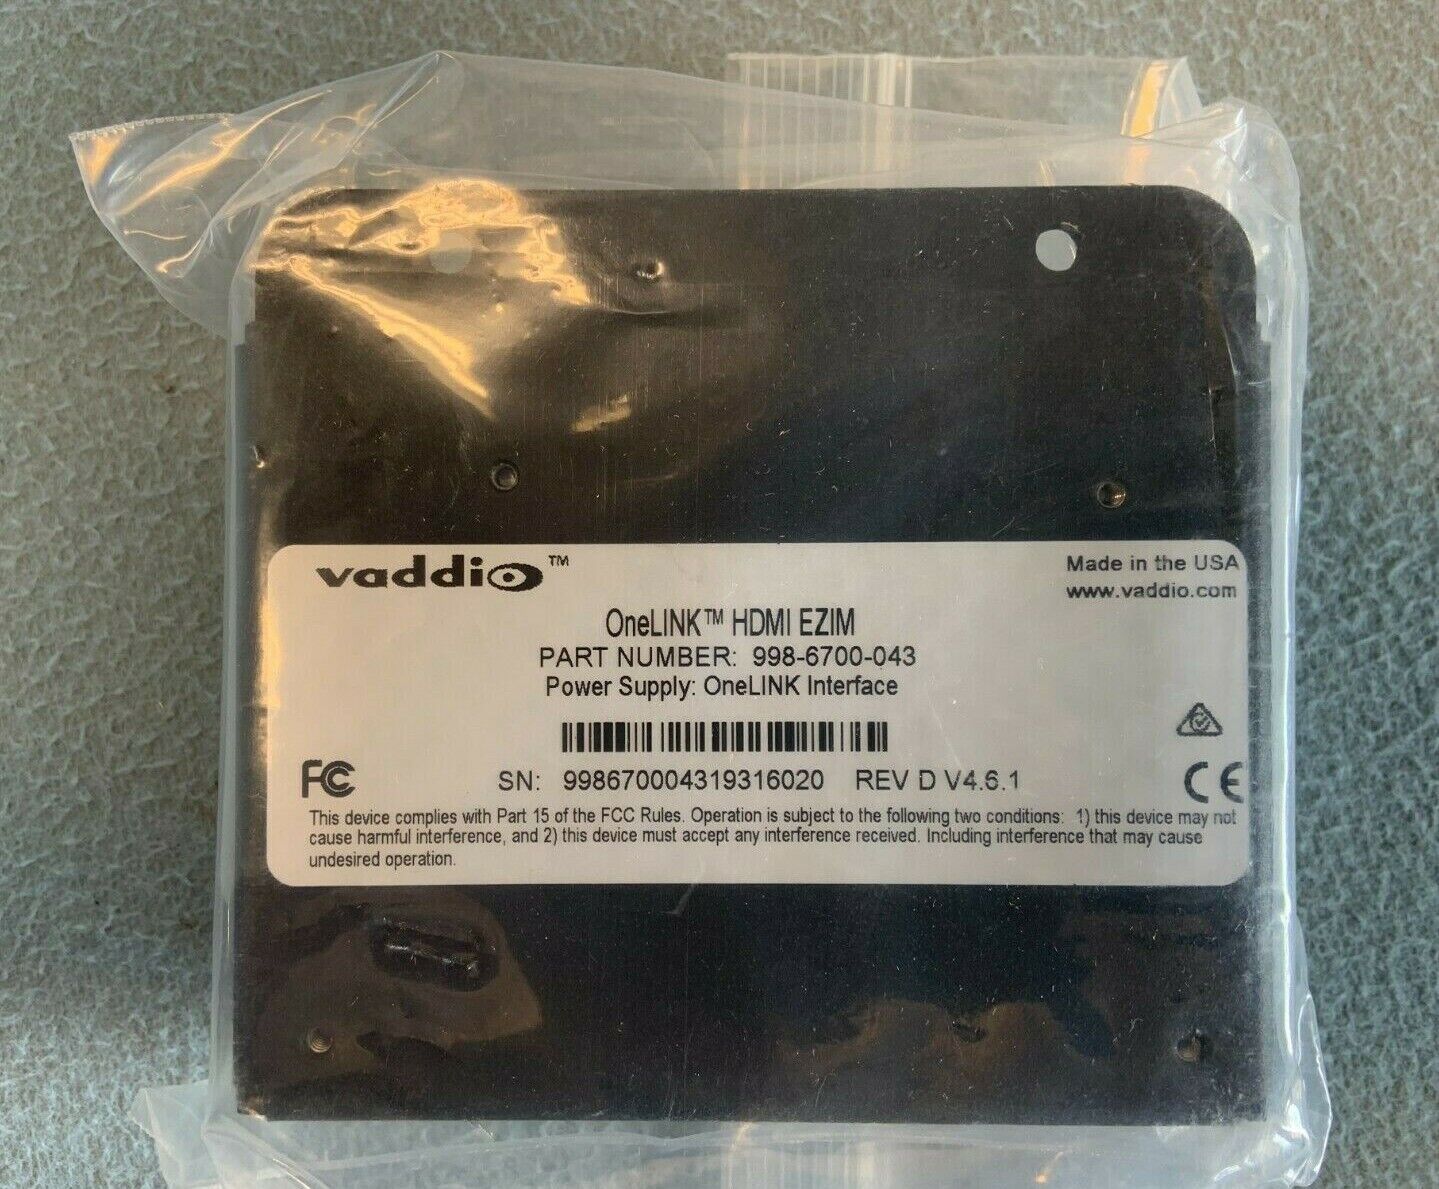 vaddio™
Made in the USA
www.vaddio.com
OneLINK™ HDMI EZIM
PART NUMBER: 998-6700-043
Power Supply: OneLINK Interface
FC
SN: 998670004319316020 REV D V4.6.1
CE
This device complies with Part 15 of the FCC Rules. Operation is subject to the following two conditions: 1) this device may not
cause harmful interference, and 2) this device must accept any interference received. Including interference that may cause
undesired operation.